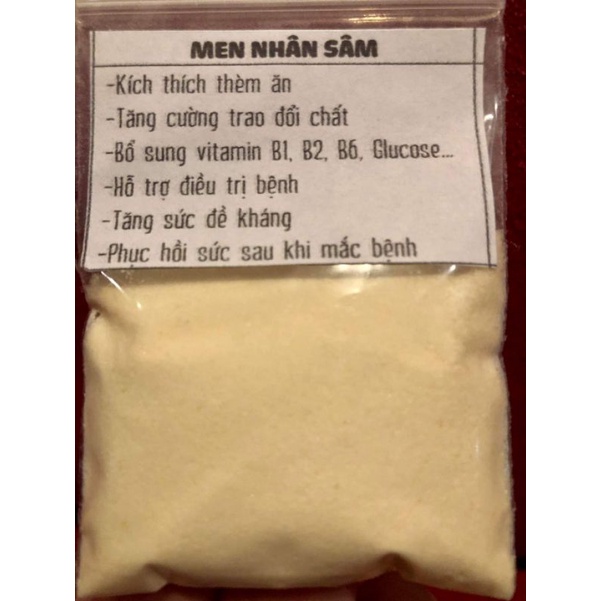 MEN NHÂN SÂM
-Kích thích thèm ăn
-Tăng cường trao đổi chất
-Bổ sung vitamin B1, B2, B6, Glucose...
-Hỗ trợ điều trị bệnh
-Tăng sức đề kháng
-Phục hồi sức sau khi mắc bệnh